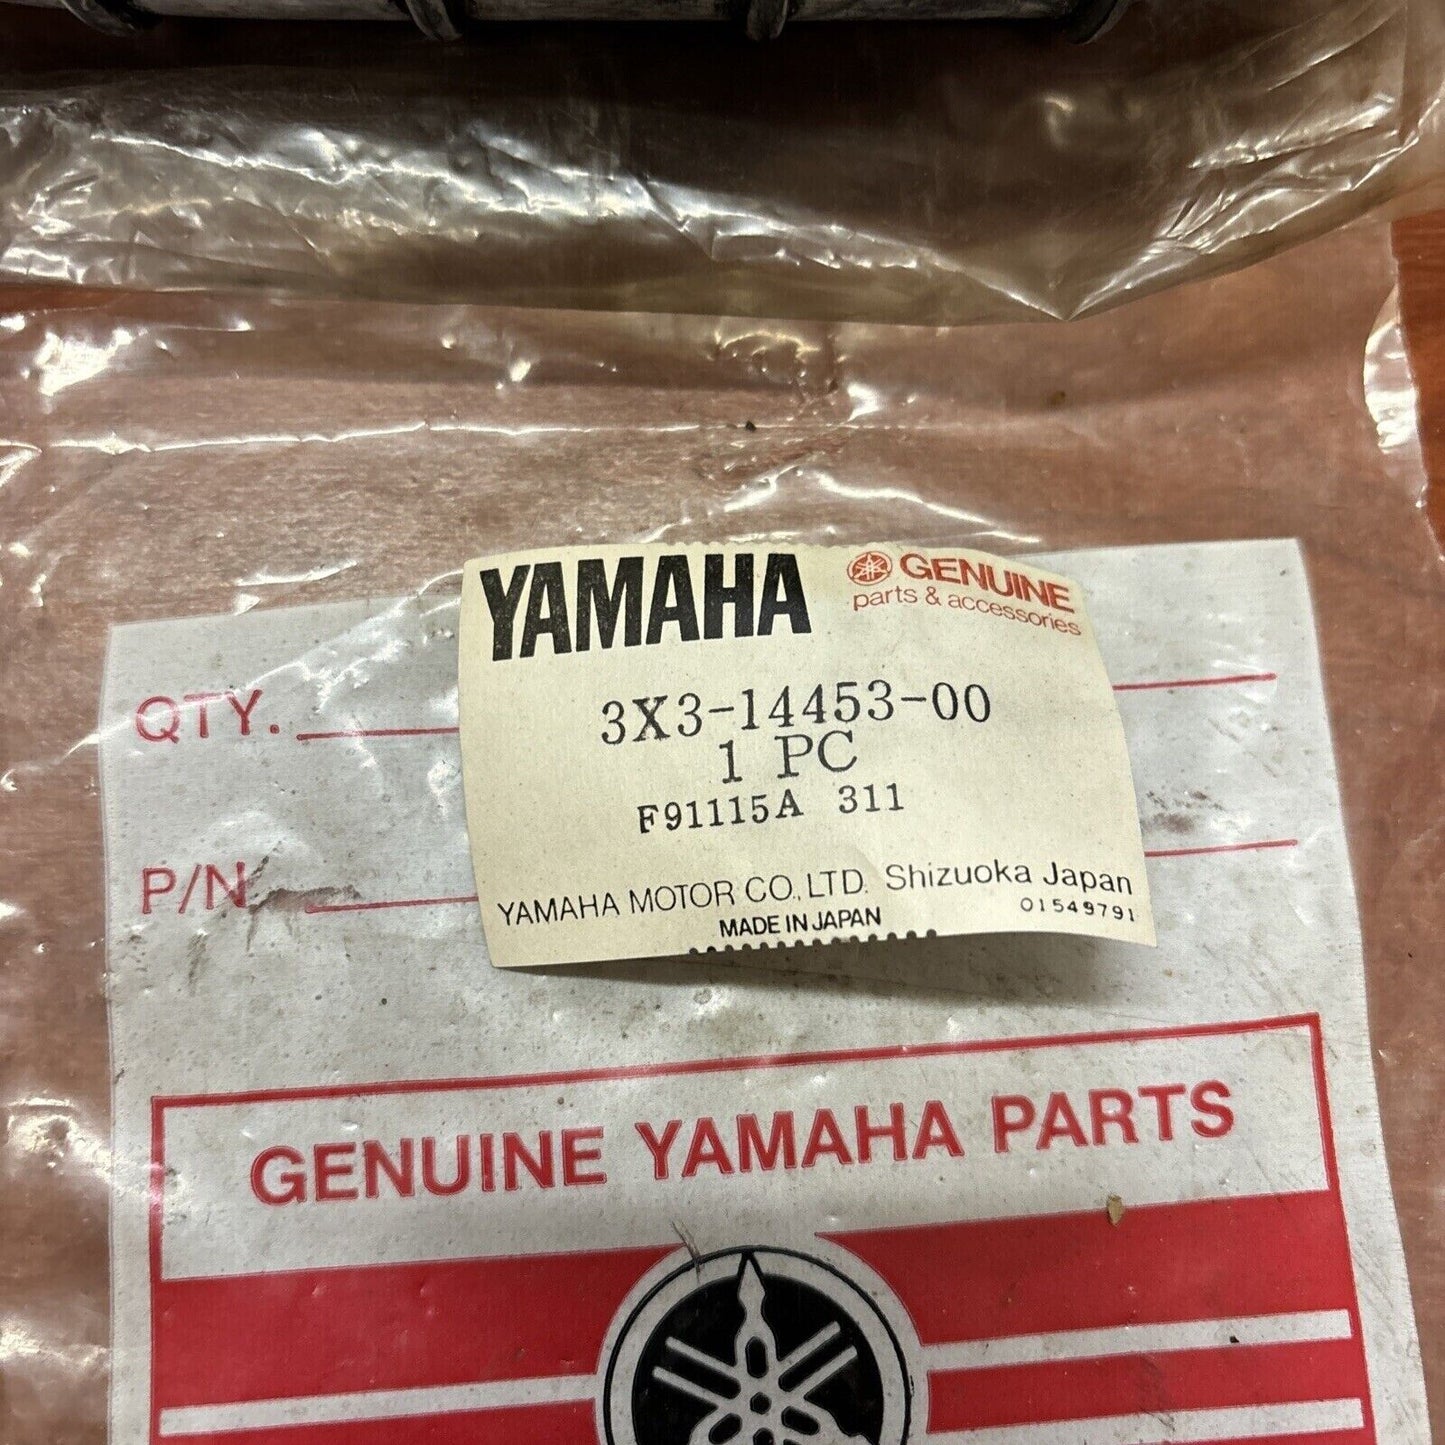 YAMAHA GENUINE
parts & accessories
3X3-14453-00
1 PC
F91115A 311
YAMAHA MOTOR CO., LTD. Shizuoka Japan
MADE IN JAPAN 01549791
QTY.
P/N
GENUINE YAMAHA PARTS